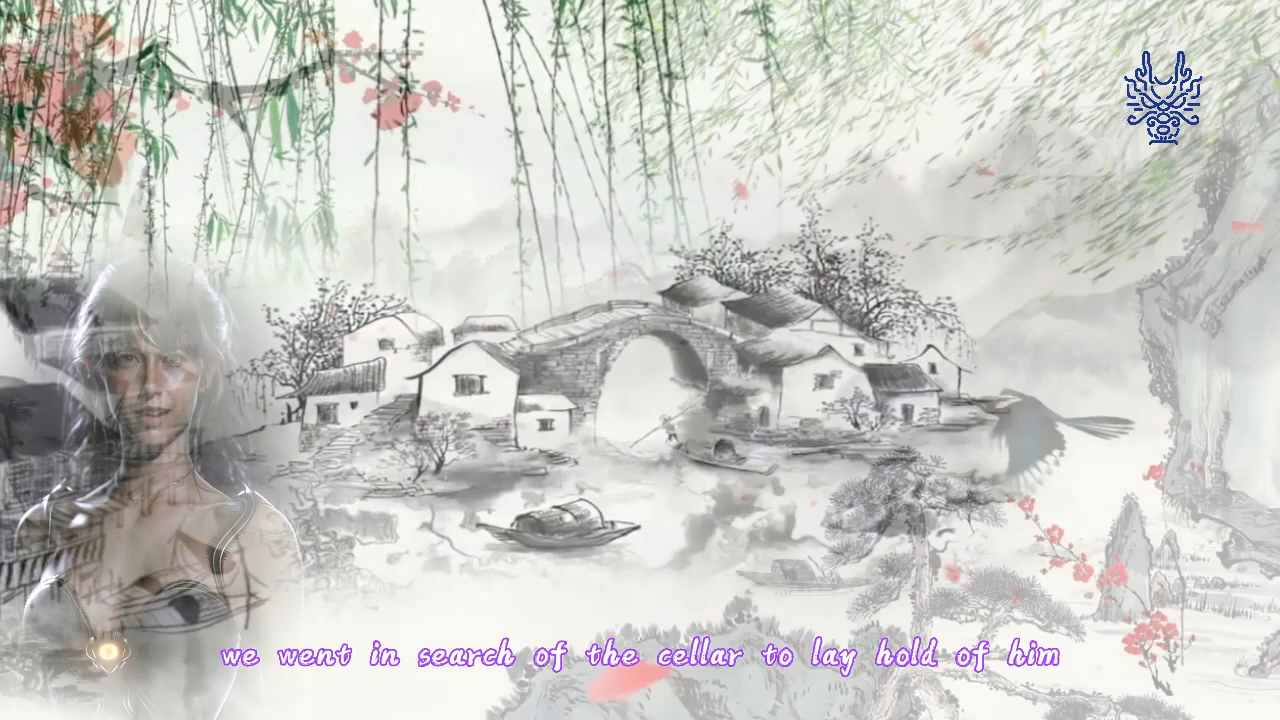 we went in search of the cellar to lay hold of him